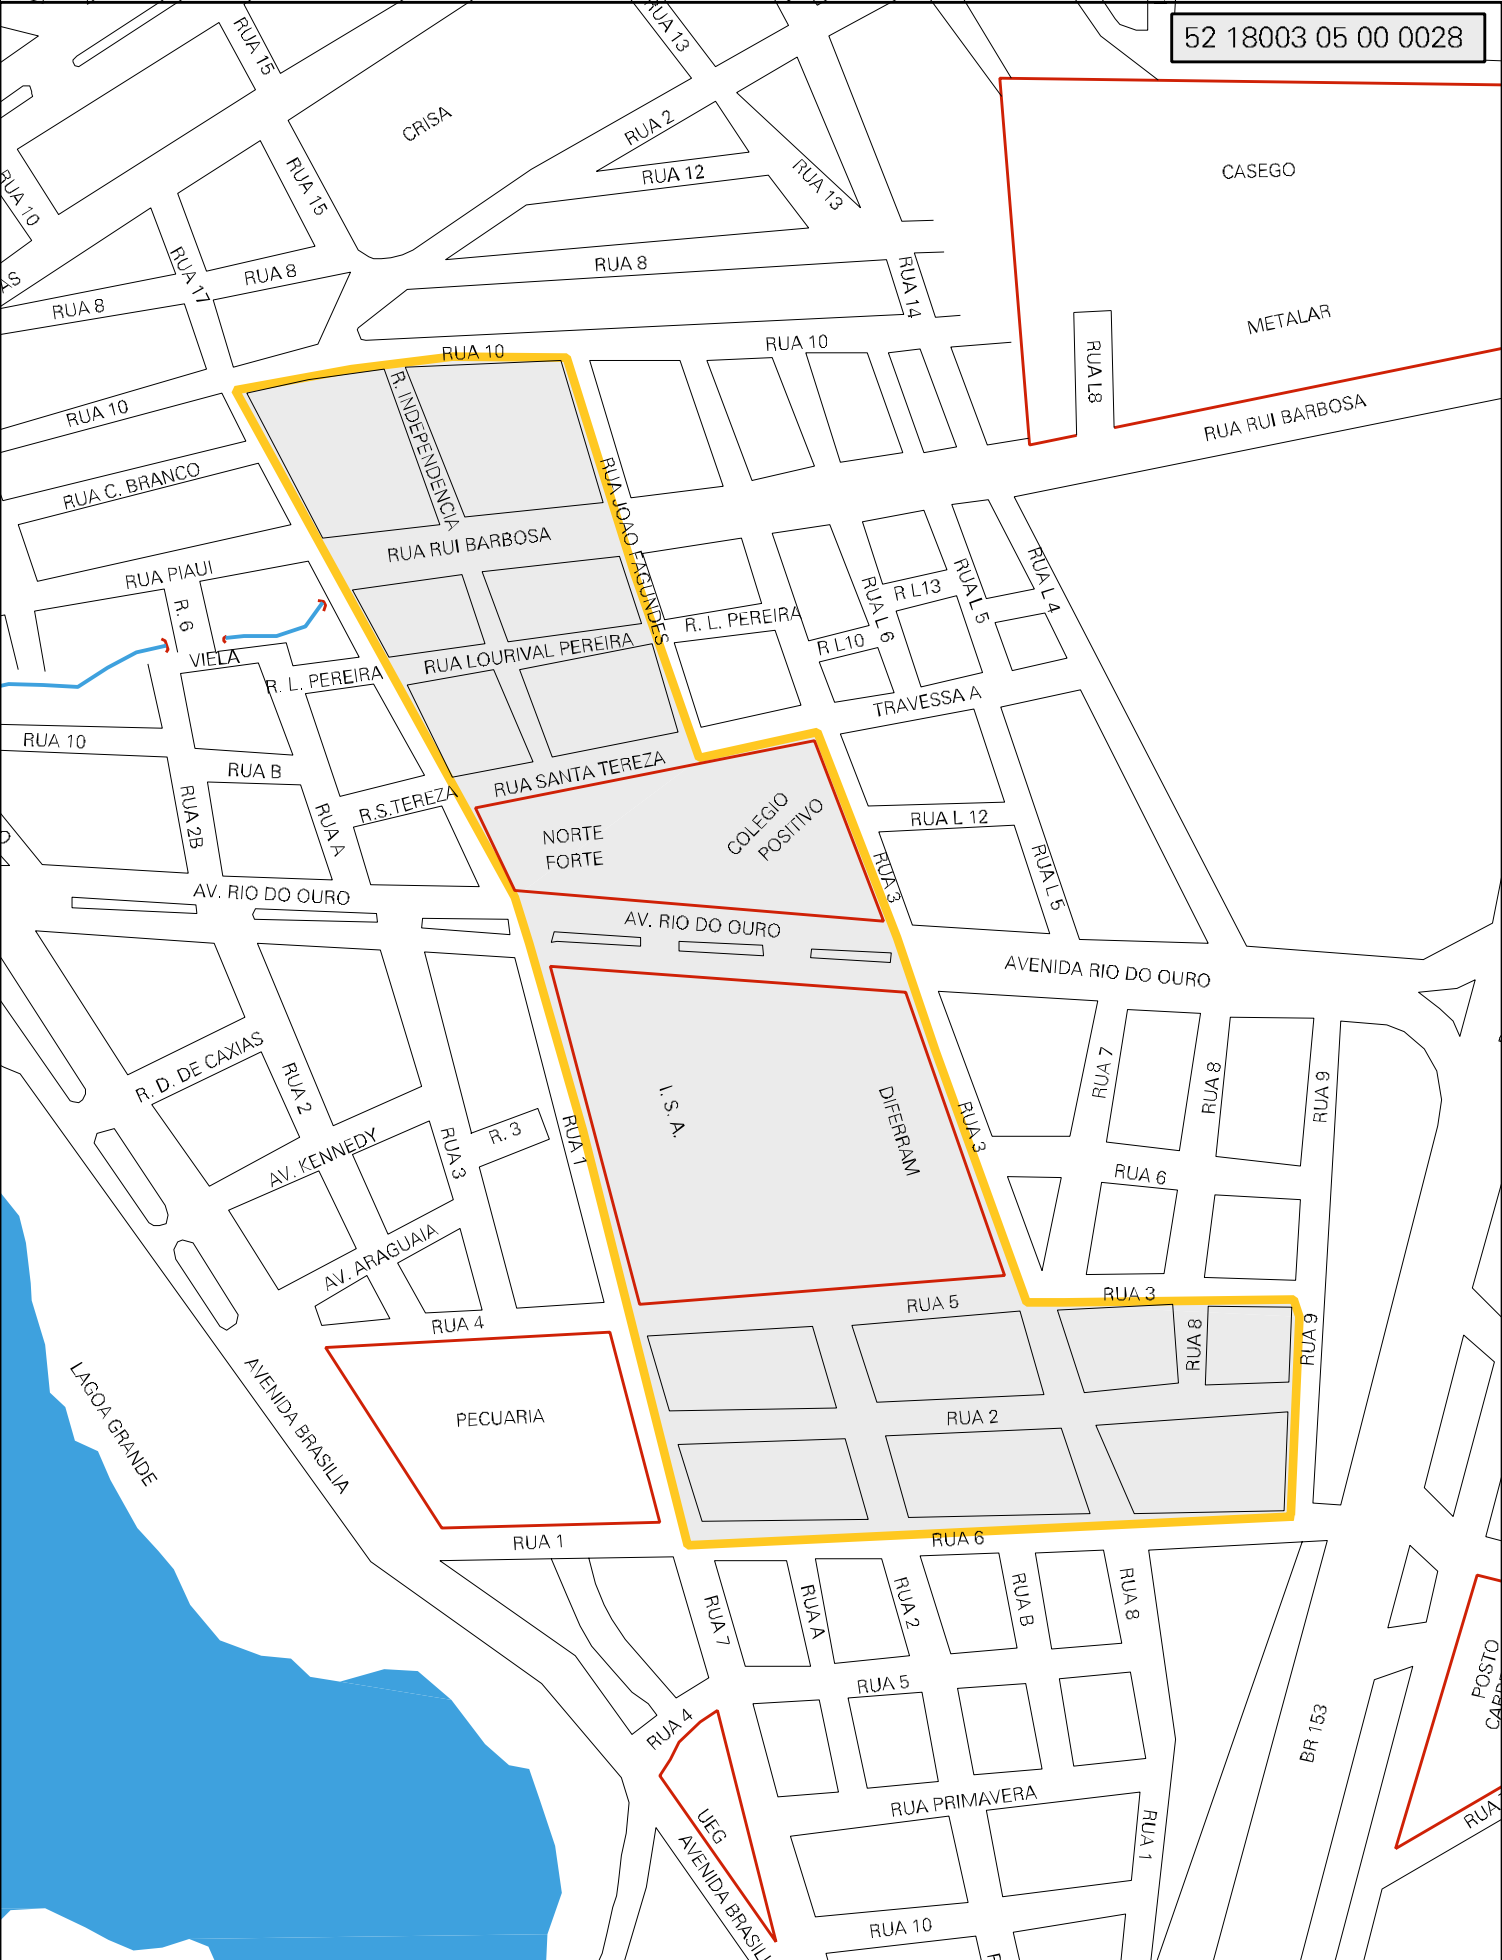 52 18003 05 00 0028
RUA 15
RUA 13
CRISA
RUA 2
RUA 12
RUA 13
CASEGO
RUA 15
RUA 10
RUA 17
RUA 8
RUA 8
RUA 8
RUA 14
METALAR
RUA 10
RUA 10
RUA L8
RUA 10
R. INDEPENDENCIA
RUA RUI BARBOSA
RUA C. BRANCO
RUA JOAO FAGUNDES
RUA RUI BARBOSA
RUA PIAUI
R. 6
R L13
RUA L 6
RUA L 5
RUA L 4
R. L. PEREIRA
R L10
RUA LOURIVAL PEREIRA
VIELA
R. L. PEREIRA
TRAVESSA A
RUA 10
RUA B
RUA SANTA TEREZA
R.S.TEREZA
RUA 2B
RUA A
NORTE
FORTE
COLEGIO
POSITIVO
RUA L 12
RUA 3
RUA L 5
AV. RIO DO OURO
AV. RIO DO OURO
AVENIDA RIO DO OURO
R. D. DE CAXIAS
RUA 2
I. S. A.
DIFERRAM
RUA 7
RUA 8
RUA 9
RUA 3
R. 3
RUA 1
RUA 3
AV. KENNEDY
RUA 6
AV. ARAGUAIA
RUA 3
RUA 5
RUA 4
RUA 8
RUA 9
LAGOA GRANDE
AVENIDA BRASILIA
PECUARIA
RUA 2
RUA 1
RUA 6
RUA 7
RUA A
RUA 2
RUA B
RUA 8
RUA 5
POSTO
RUA 4
BR 153
RUA PRIMAVERA
UEG
RUA 1
RUA
AVENIDA BRASILI
RUA 10